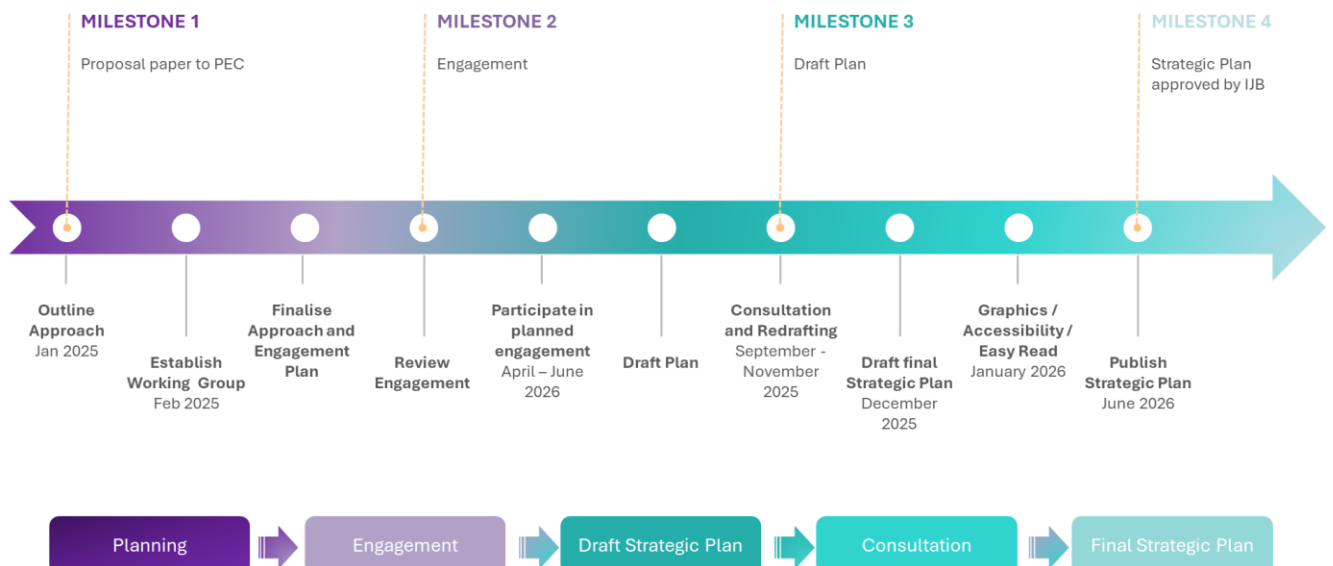 MILESTONE 1
Proposal paper to PEC
MILESTONE 2
Engagement
MILESTONE 3
Draft Plan
MILESTONE 4
Strategic Plan
approved by IJB
Outline
Approach
Jan 2025
Establish
Working Group
Feb 2025
Finalise
Approach and
Engagement
Plan
Review
Engagement
Participate in
planned
engagement
April – June
2026
Draft Plan
Consultation
and Redrafting
September -
November
2025
Draft final
Strategic Plan
December
2025
Graphics /
Accessibility /
Easy Read
January 2026
Publish
Strategic Plan
June 2026
Planning
Engagement
Draft Strategic Plan
Consultation
Final Strategic Plan